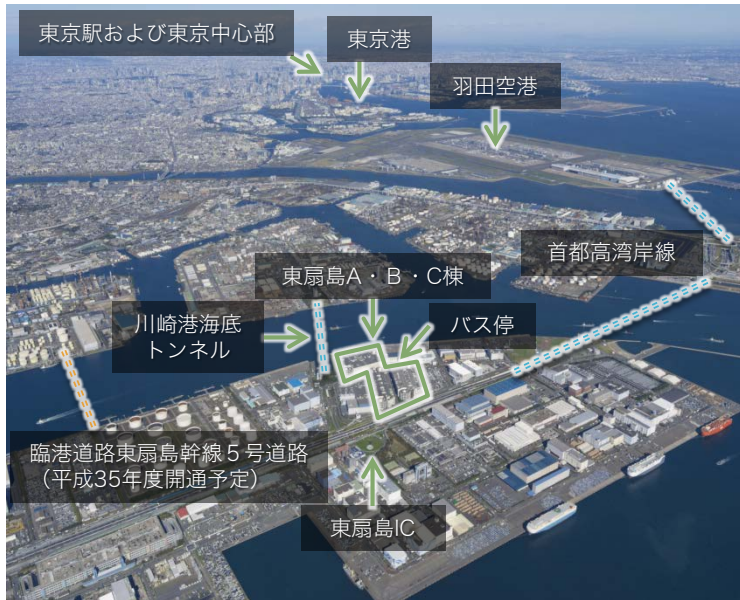 東京駅および東京中心部
東京港
羽田空港
首都高湾岸線
東扇島A・B・C棟
川崎港海底
トンネル
バス停
臨港道路東扇島幹線５号道路
（平成35年度開通予定）
東扇島IC